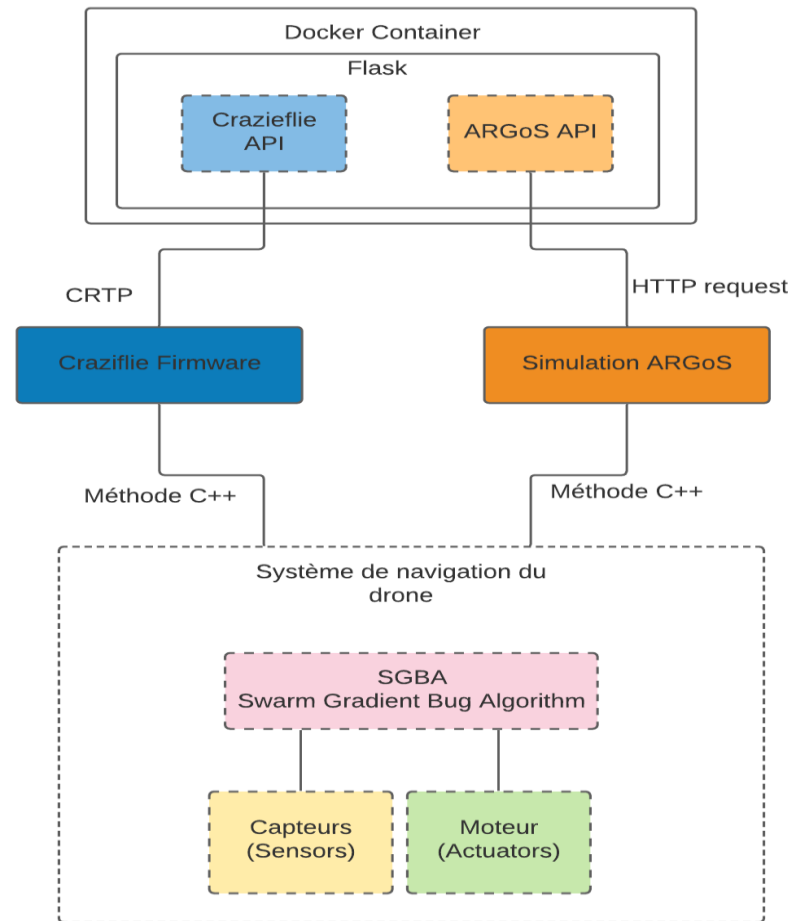 Docker Container
Flask
Crazieflie
API
ARGoS API
CRTP
HTTP request
Craziflie Firmware
Simulation ARGoS
Méthode C++
Méthode C++
Système de navigation du
drone
SGBA
Swarm Gradient Bug Algorithm
Capteurs
(Sensors)
Moteur
(Actuators)